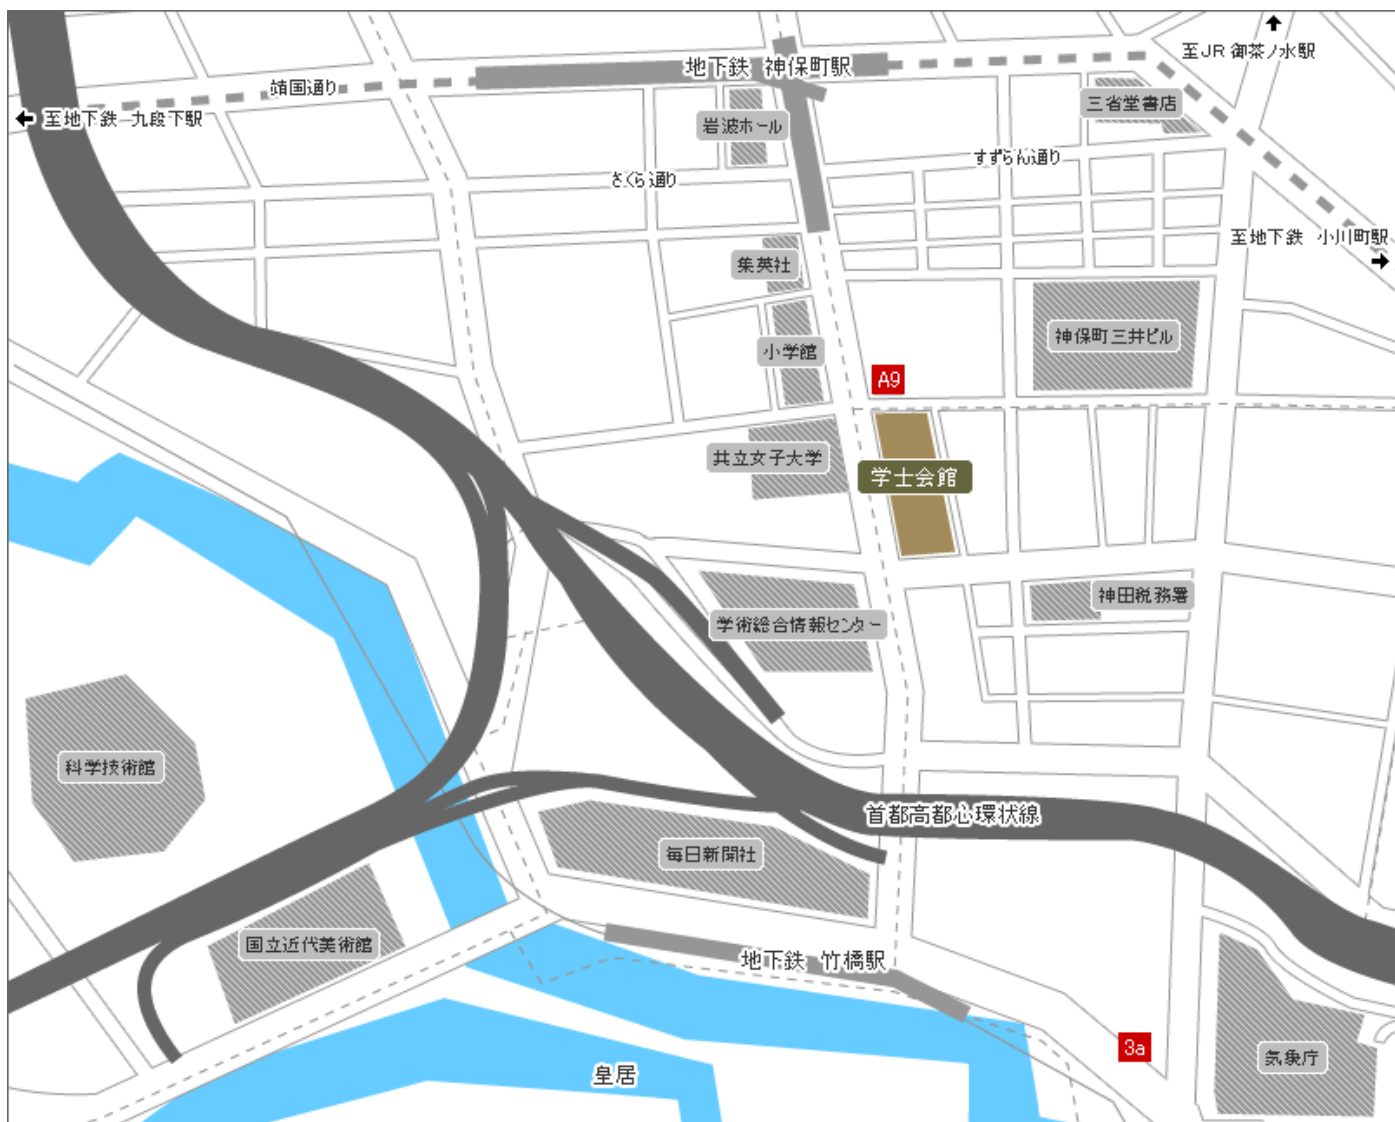 至JR 御茶ノ水駅
地下鉄 神保町駅
靖国通り
三省堂書店
至地下鉄 九段下駅
岩波ホール
すずらん通り
さくら通り
至地下鉄 小川町駅
集英社
神保町三井ビル
小学館
A9
共立女子大学
学士会館
神田税務署
学術総合情報センター
科学技術館
首都高都心環状線
毎日新聞社
国立近代美術館
地下鉄 竹橋駅
3a
気象庁
皇居